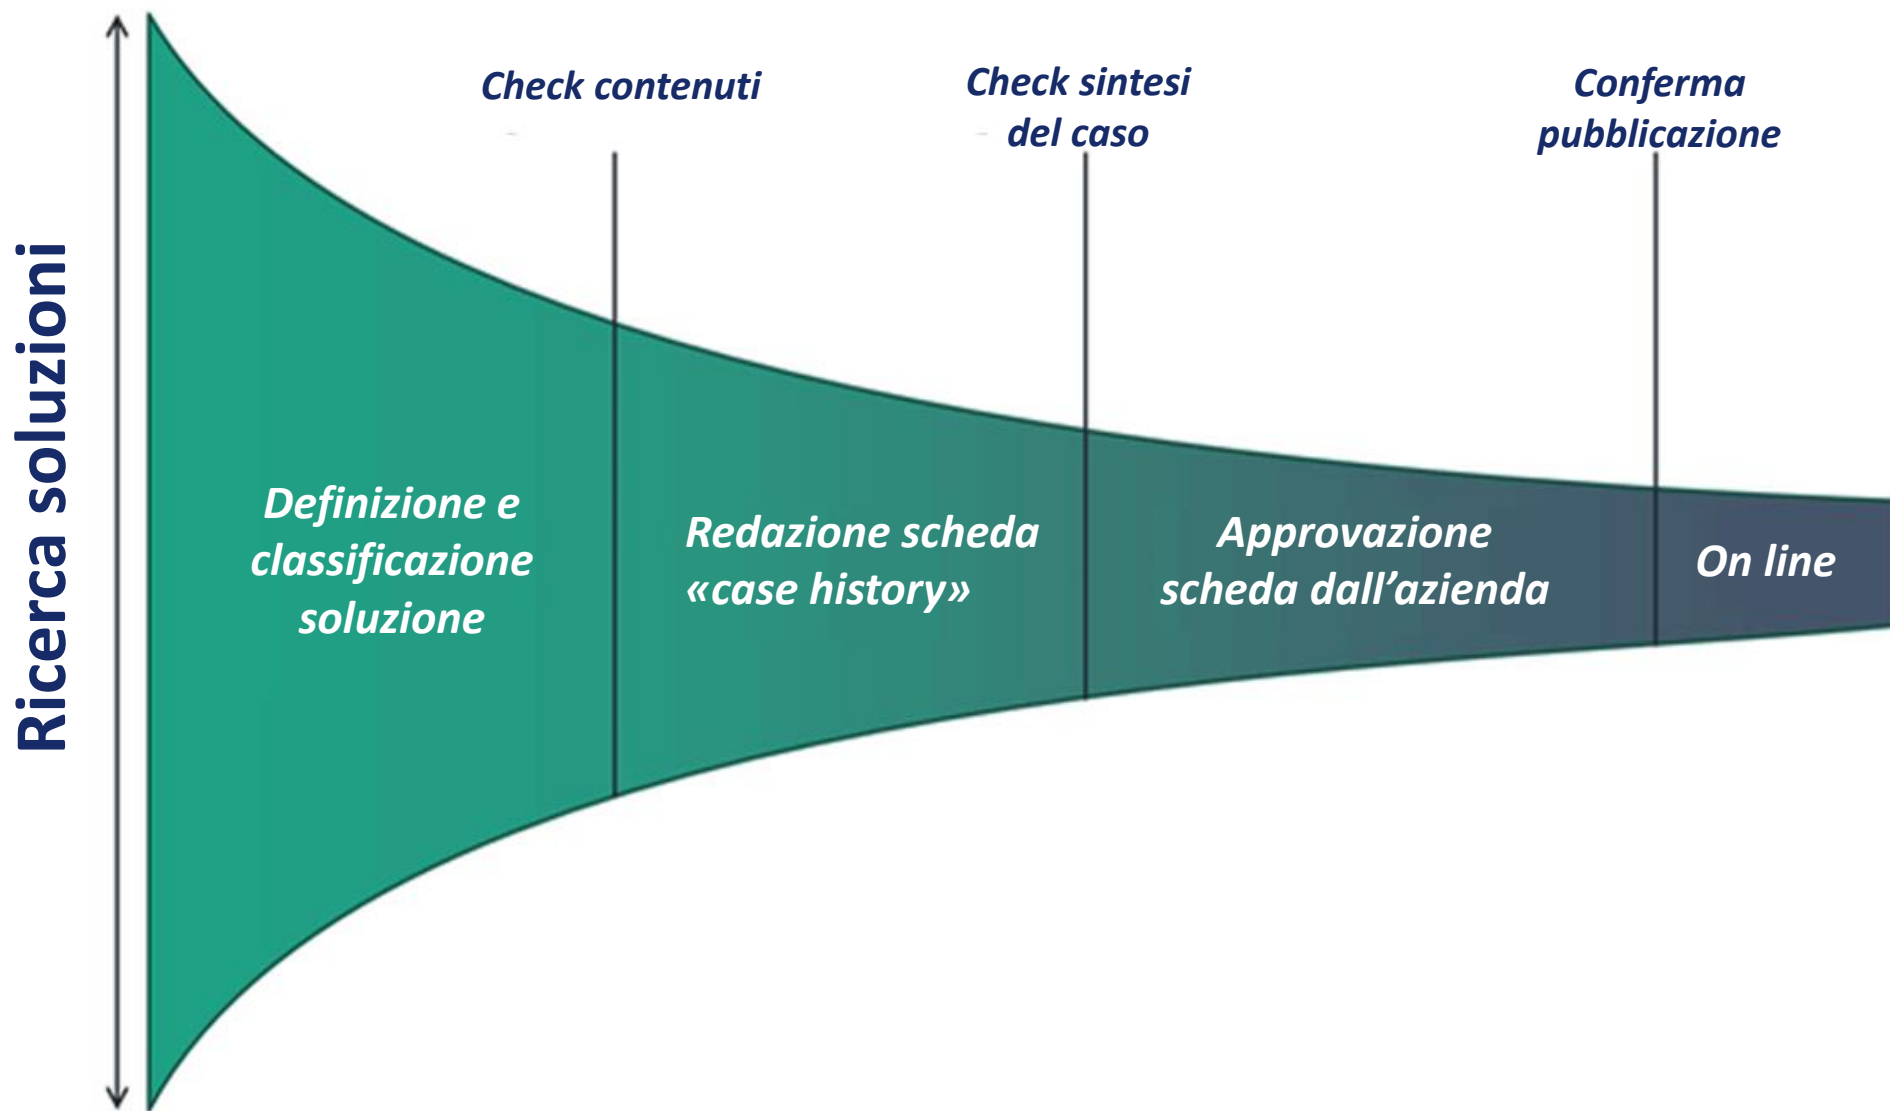 Ricerca soluzioni
Check contenuti
Check sintesi
del caso
Conferma
pubblicazione
Definizione e
classificazione
soluzione
Redazione scheda
«case history»
Approvazione
scheda dall’azienda
On line